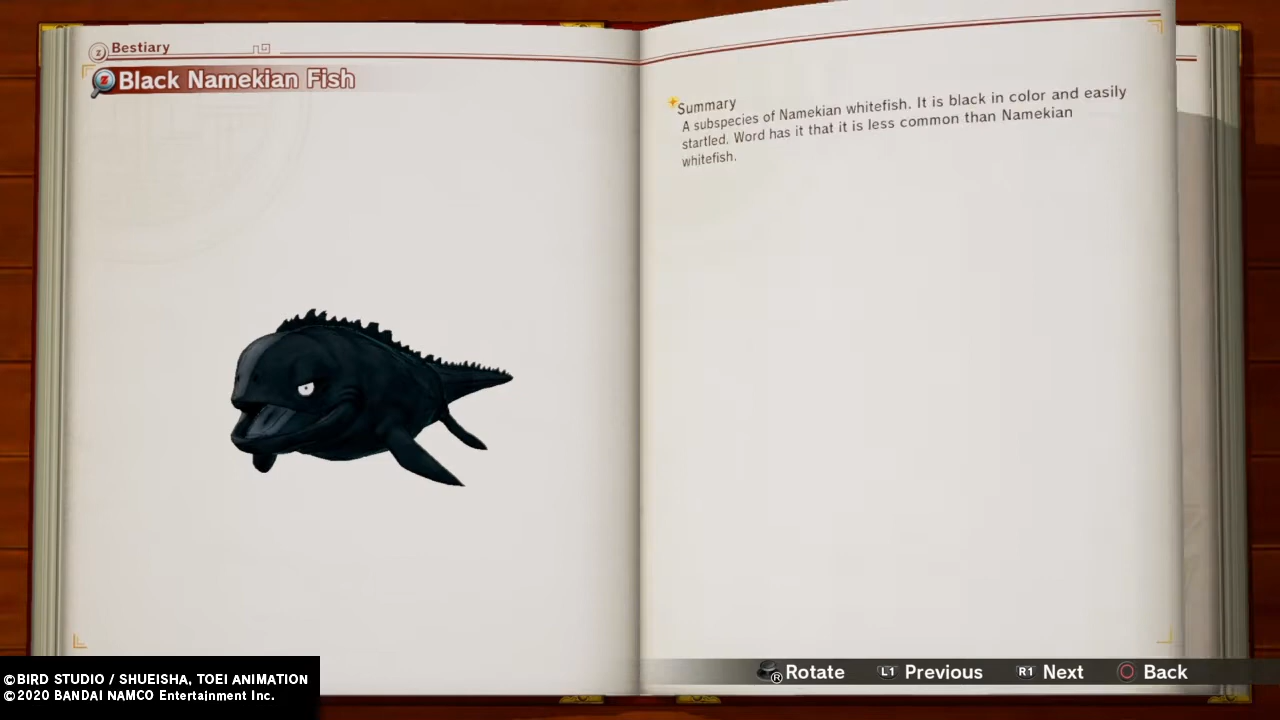 Bestiary
Black Namekian Fish
Summary
A subspecies of Namekian whitefish. It is black in color and easily
startled. Word has it that it is less common than Namekian
whitefish.
R Rotate L1 Previous R1 Next Back
©BIRD STUDIO / SHUEISHA, TOEI ANIMATION
©2020 BANDAI NAMCO Entertainment Inc.